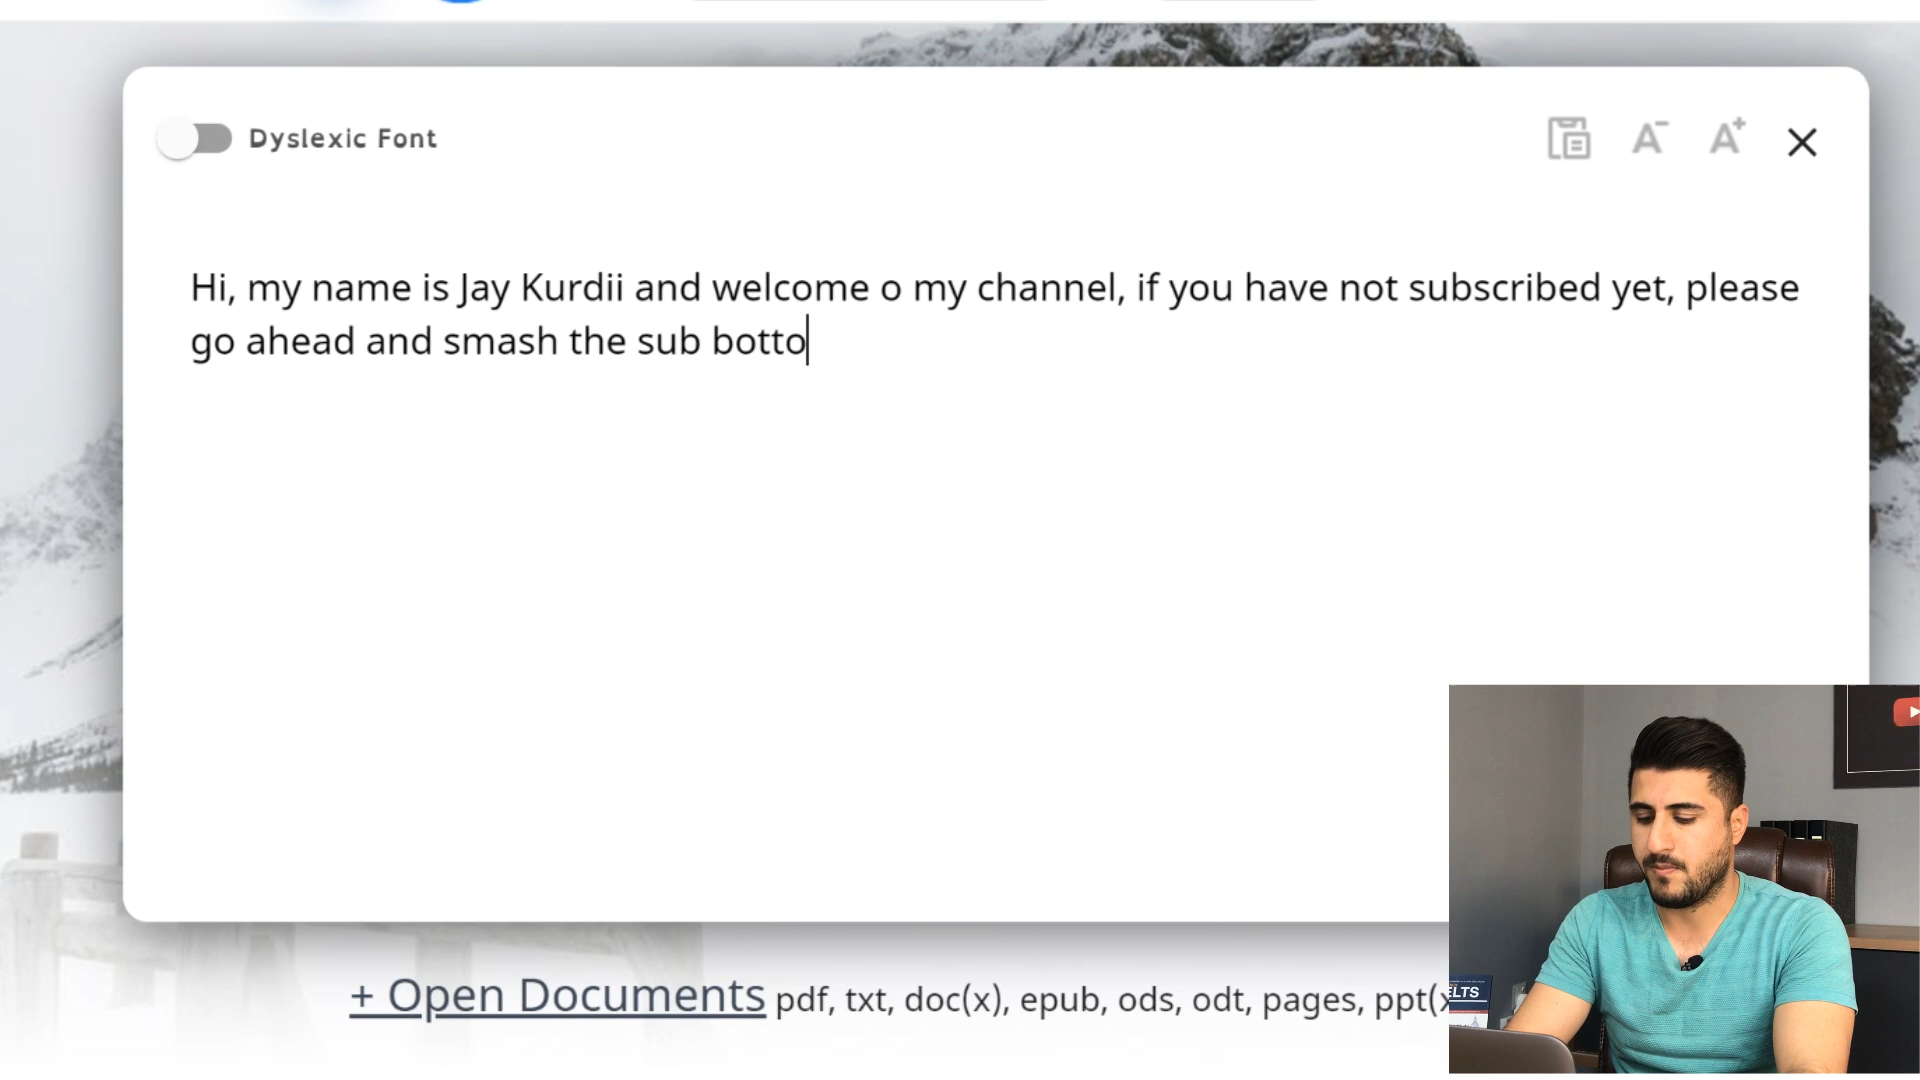 Dyslexic Font
A- A+
Hi, my name is Jay Kurdii and welcome o my channel, if you have not subscribed yet, please
go ahead and smash the sub botto
+ Open Documents pdf, txt, doc(x), epub, ods, odt, pages, ppt(x
ELTS